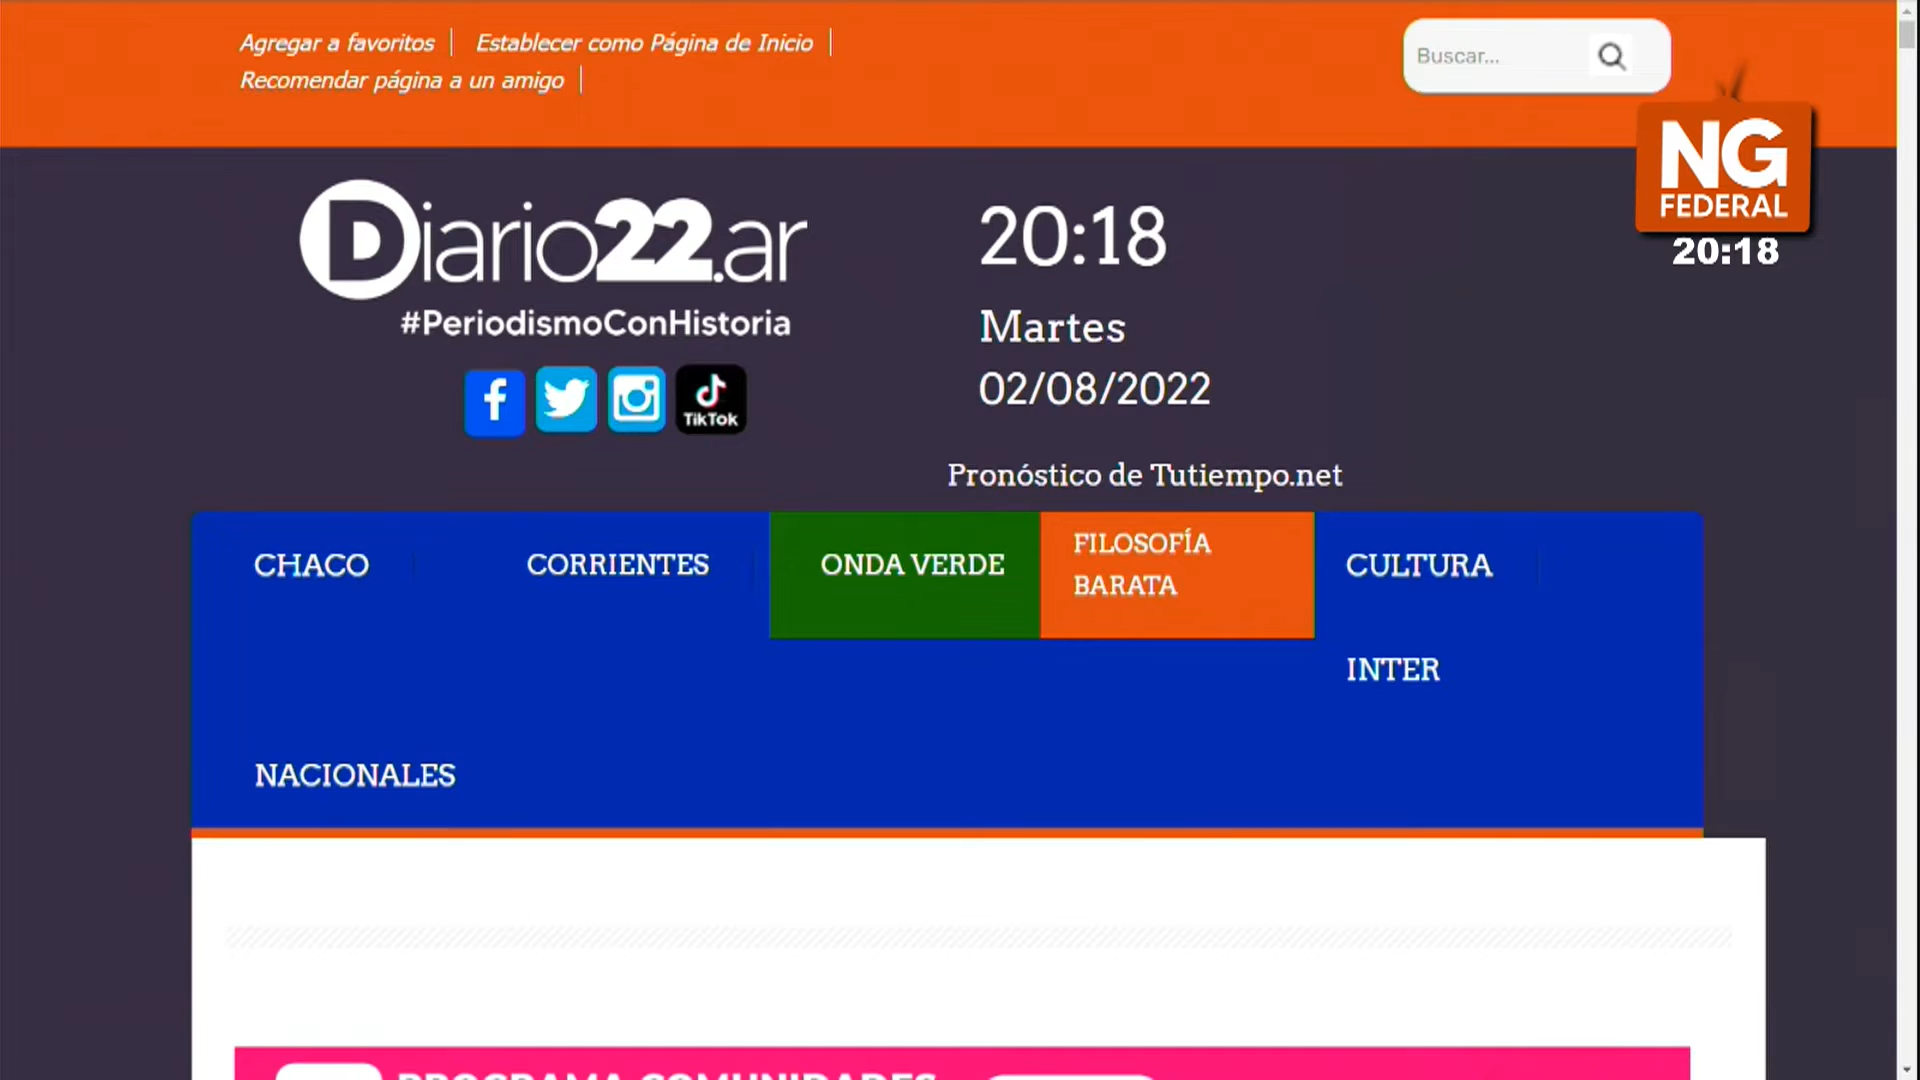 Agregar a favoritos
Establecer como Página de Inicio
Recomendar página a un amigo
Buscar...
NG
FEDERAL
20:18
Diario22.ar
#PeriodismoConHistoria
TikTok
20:18
Martes
02/08/2022
Pronóstico de Tutiempo.net
CHACO
CORRIENTES
ONDA VERDE
FILOSOFÍA
BARATA
CULTURA
INTER
NACIONALES
PROGRAMA COMUNIDADES